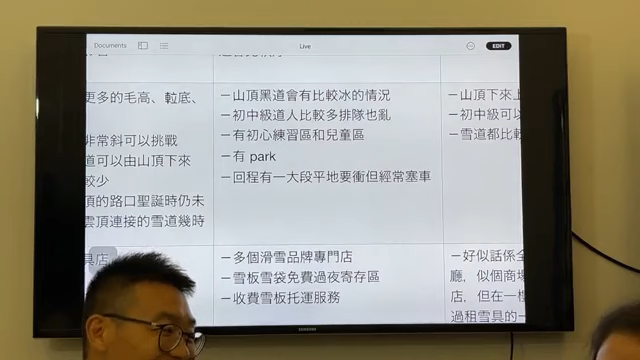 Documents
Live
EDIT
更多的毛高、粒底、
非常斜可以挑戰
道可以由山頂下來
較少
頂的路口聖誕時仍未
雲頂連接的雪道幾時
－山頂黑道會有比較冰的情況
－初中級道人比較多排隊也亂
－有初心練習區和兒童區
－有 park
－回程有一大段平地要衝但經常塞車
－山頂下來
－初中級可以
－雪道都比較
具店
－多個滑雪品牌專門店
－雪板雪袋免費過夜寄存區
－收費雪板托運服務
－好似話係全
廳，似個商場
店，但在一
過租雪具的一
SAMSUNG